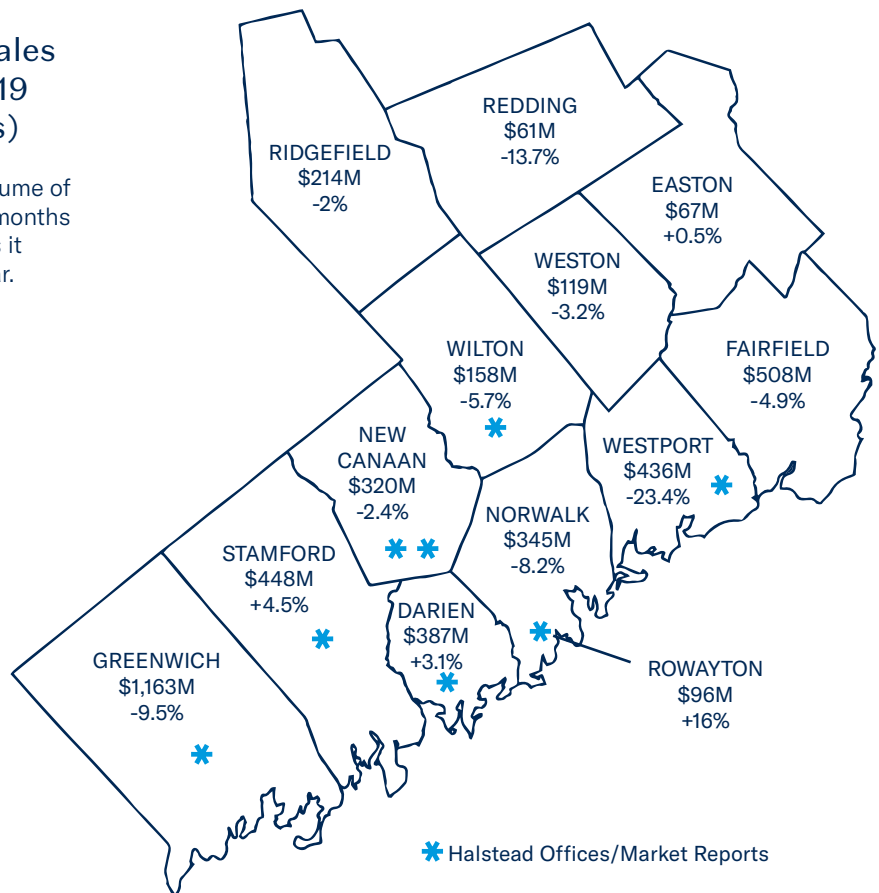 ales
19
s)
ume of
months
s it
ar.
REDDING
$61M
-13.7%
RIDGEFIELD
$214M
-2%
EASTON
$67M
+0.5%
WESTON
$119M
-3.2%
WILTON
$158M
-5.7%
FAIRFIELD
$508M
-4.9%
NEW
CANAAN
$320M
-2.4%
WESTPORT
$436M
-23.4%
NORWALK
$345M
-8.2%
STAMFORD
$448M
+4.5%
DARIEN
$387M
+3.1%
GREENWICH
$1,163M
-9.5%
ROWAYTON
$96M
+16%
Halstead Offices/Market Reports